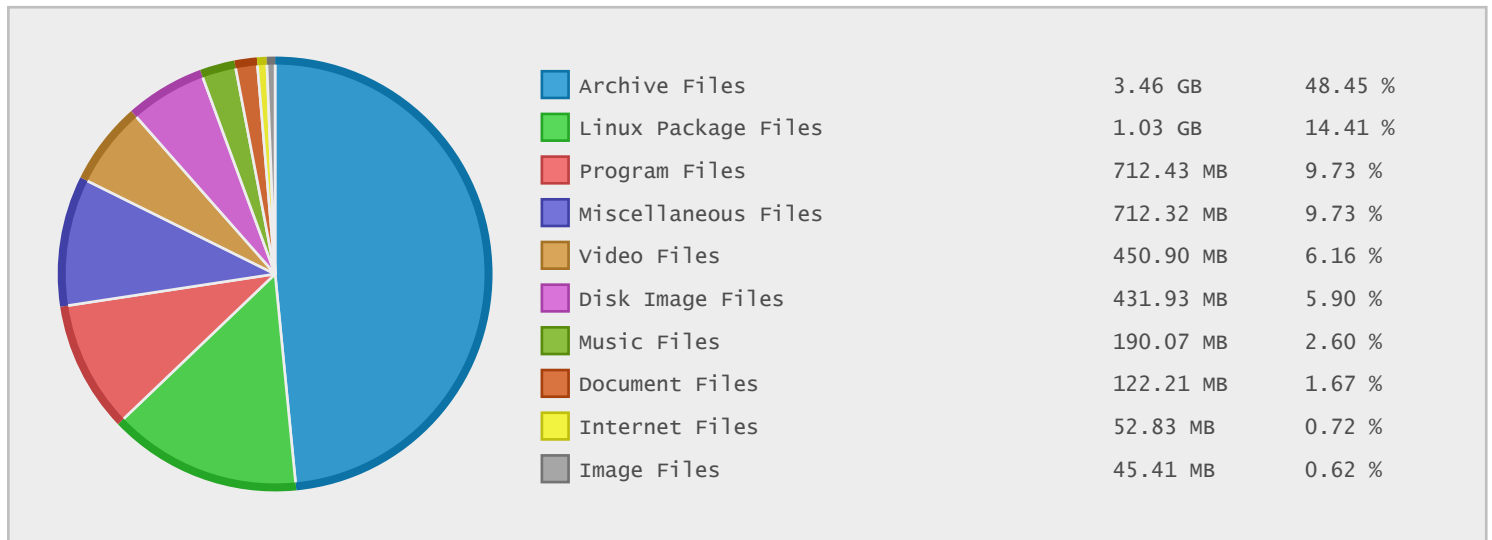 Archive Files 3.46 GB 48.45 %
Linux Package Files 1.03 GB 14.41 %
Program Files 712.43 MB 9.73 %
Miscellaneous Files 712.32 MB 9.73 %
Video Files 450.90 MB 6.16 %
Disk Image Files 431.93 MB 5.90 %
Music Files 190.07 MB 2.60 %
Document Files 122.21 MB 1.67 %
Internet Files 52.83 MB 0.72 %
Image Files 45.41 MB 0.62 %